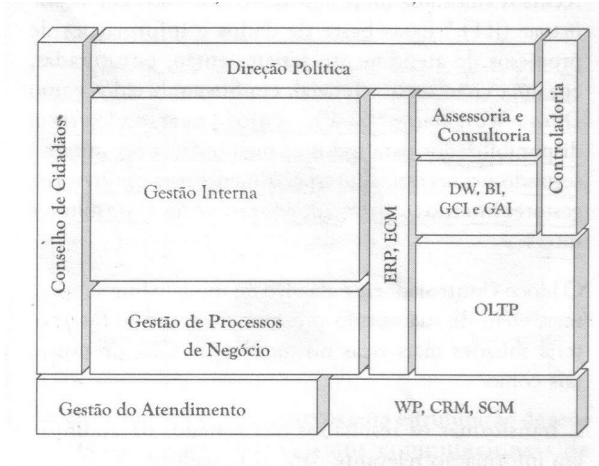 Conselho de Cidadãos
Direção Política
Gestão Interna
Gestão de Processos
de Negócio
ERP, ECM
Assessoria e
Consultoria
Controladoria
DW, BI,
GCI e GAI
OLTP
Gestão do Atendimento
WP, CRM, SCM